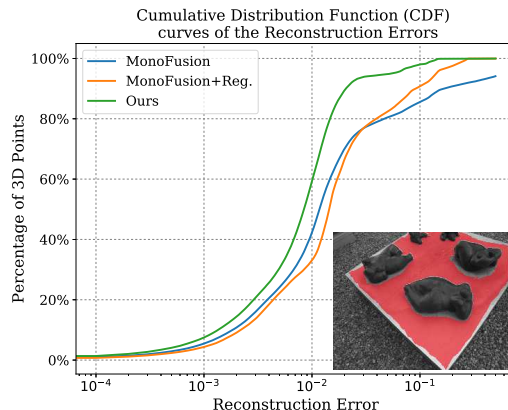 Cumulative Distribution Function (CDF)
curves of the Reconstruction Errors
MonoFusion
MonoFusion+Reg.
Ours
Percentage of 3D Points
100%
80%
60%
40%
20%
0%
10⁻⁴
10⁻³
10⁻²
10⁻¹
Reconstruction Error